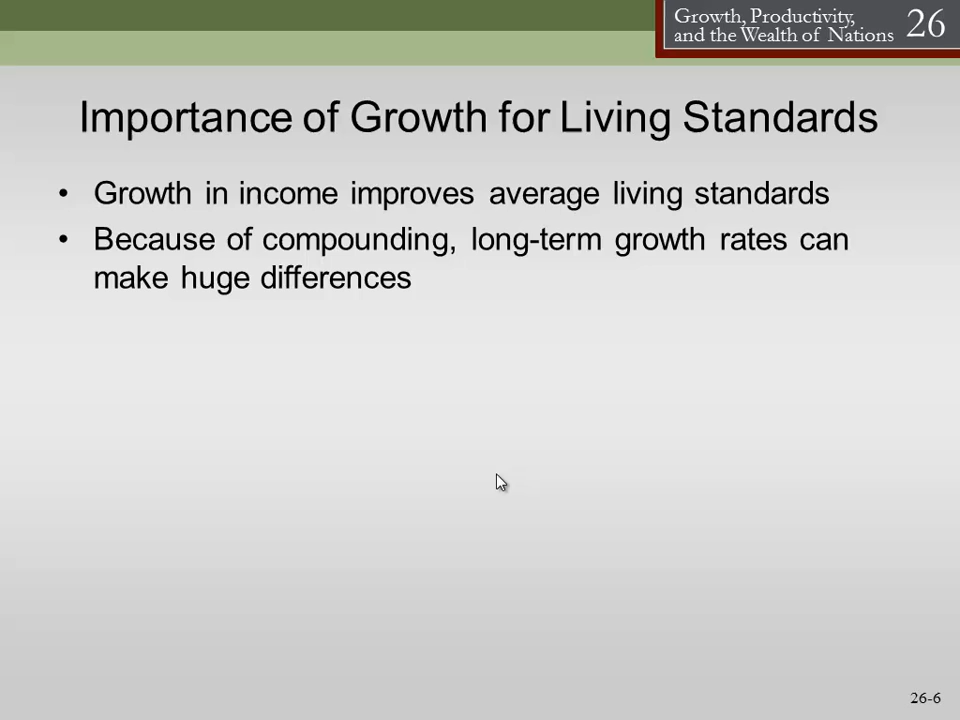 Growth, Productivity,
and the Wealth of Nations
26
Importance of Growth for Living Standards
• Growth in income improves average living standards
• Because of compounding, long-term growth rates can
make huge differences
26-6